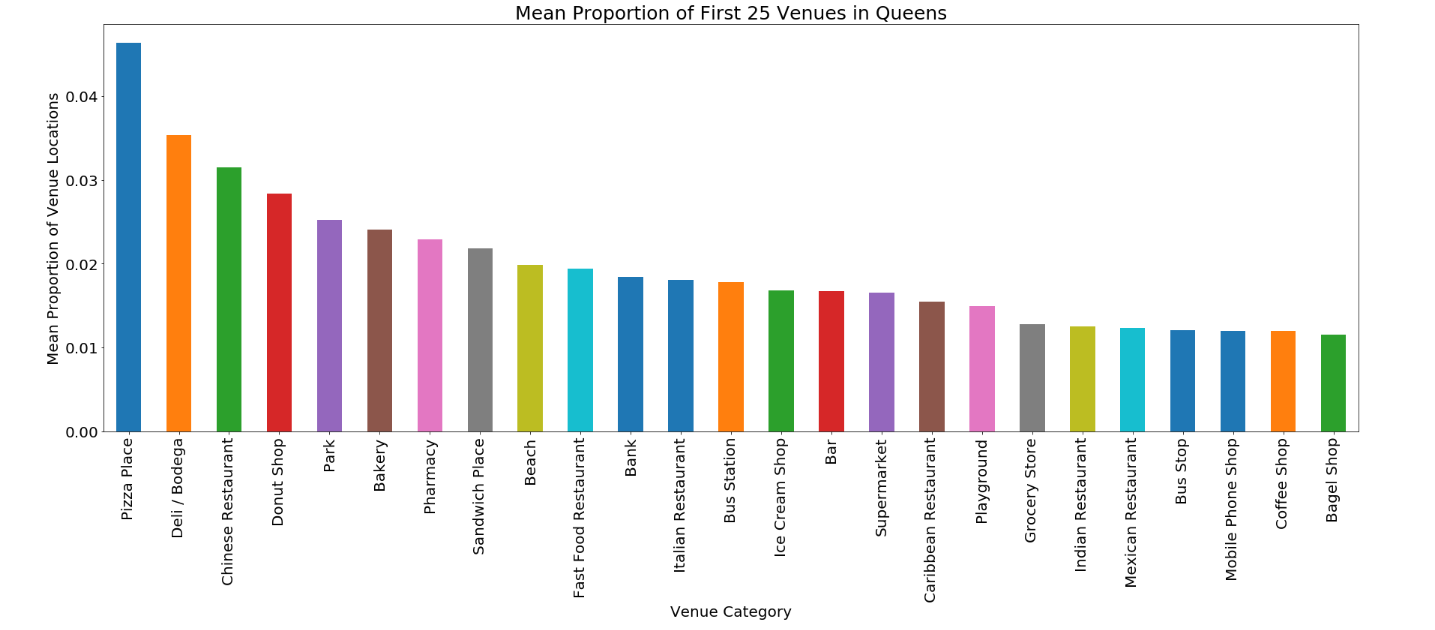 Mean Proportion of First 25 Venues in Queens
Mean Proportion of Venue Locations
0.04
0.03
0.02
0.01
0.00
Pizza Place
Deli / Bodega
Chinese Restaurant
Donut Shop
Park
Bakery
Pharmacy
Sandwich Place
Beach
Fast Food Restaurant
Bank
Italian Restaurant
Bus Station
Ice Cream Shop
Bar
Supermarket
Caribbean Restaurant
Playground
Grocery Store
Indian Restaurant
Mexican Restaurant
Bus Stop
Mobile Phone Shop
Coffee Shop
Bagel Shop
Venue Category